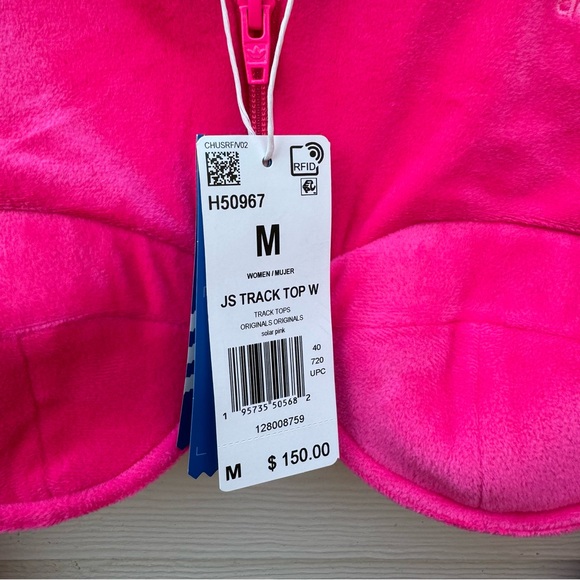 CHUSRF/V02
RFID
H50967
M
WOMEN / MUJER
JS TRACK TOP W
TRACK TOPS
ORIGINALS ORIGINALS
solar pink
40
720
UPC
1 95735 50568 2
128008759
M $ 150.00